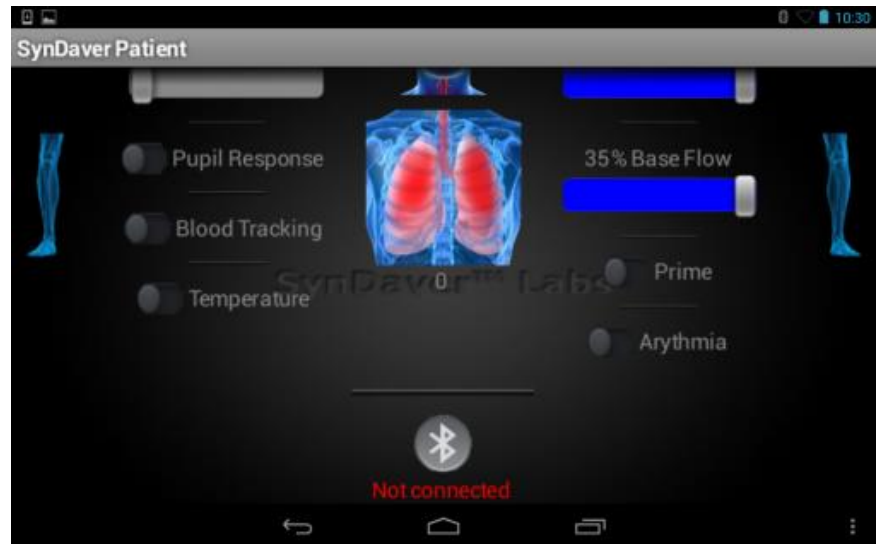 10:30
SynDaver Patient
Pupil Response
35% Base Flow
Blood Tracking
SynDaver™ Labs
0
Prime
Temperature
Arythmia
Not connected